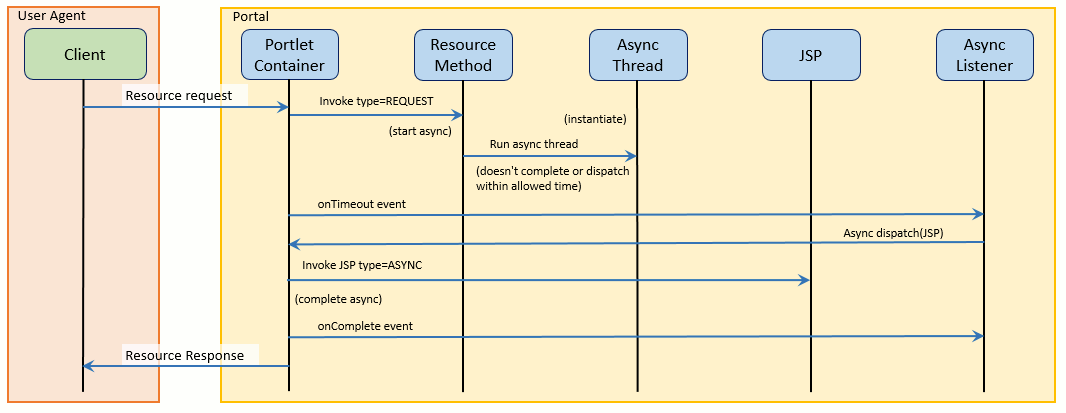 User Agent
Portal
Client
Portlet
Container
Resource
Method
Async
Thread
JSP
Async
Listener
Resource request
Invoke type=REQUEST
(start async)
(instantiate)
Run async thread
(doesn't complete or dispatch
within allowed time)
onTimeout event
Async dispatch(JSP)
Invoke JSP type=ASYNC
(complete async)
onComplete event
Resource Response